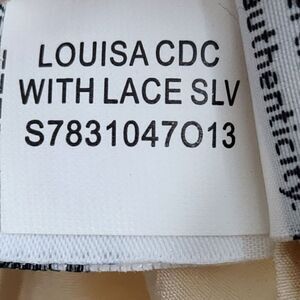 LOUISA CDC
WITH LACE SLV
S7831047O13
authenticity.